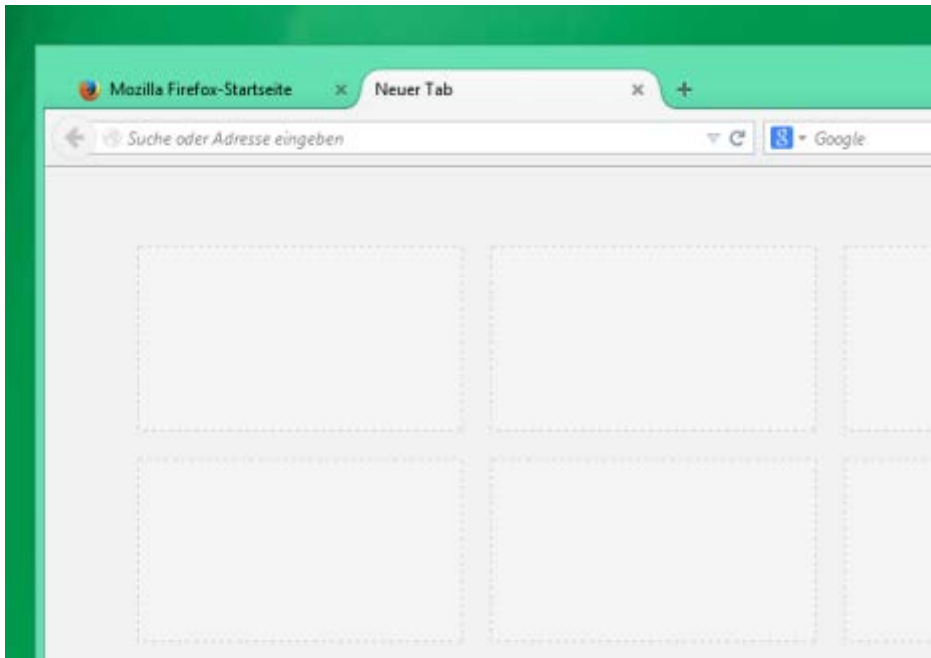 Mozilla Firefox-Startseite
Neuer Tab
Suche oder Adresse eingeben
Google